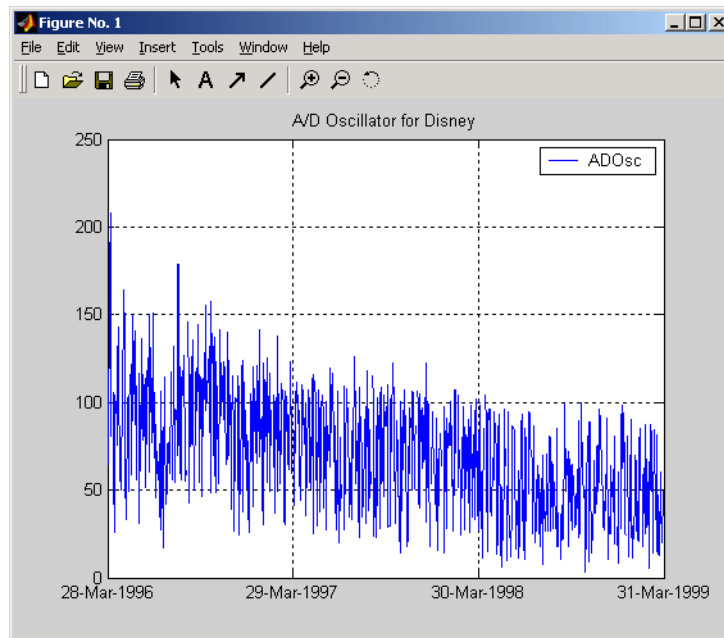 Figure No. 1
File Edit View Insert Tools Window Help
A
A/D Oscillator for Disney
ADOsc
250
200
150
100
50
0
28-Mar-1996 29-Mar-1997 30-Mar-1998 31-Mar-1999